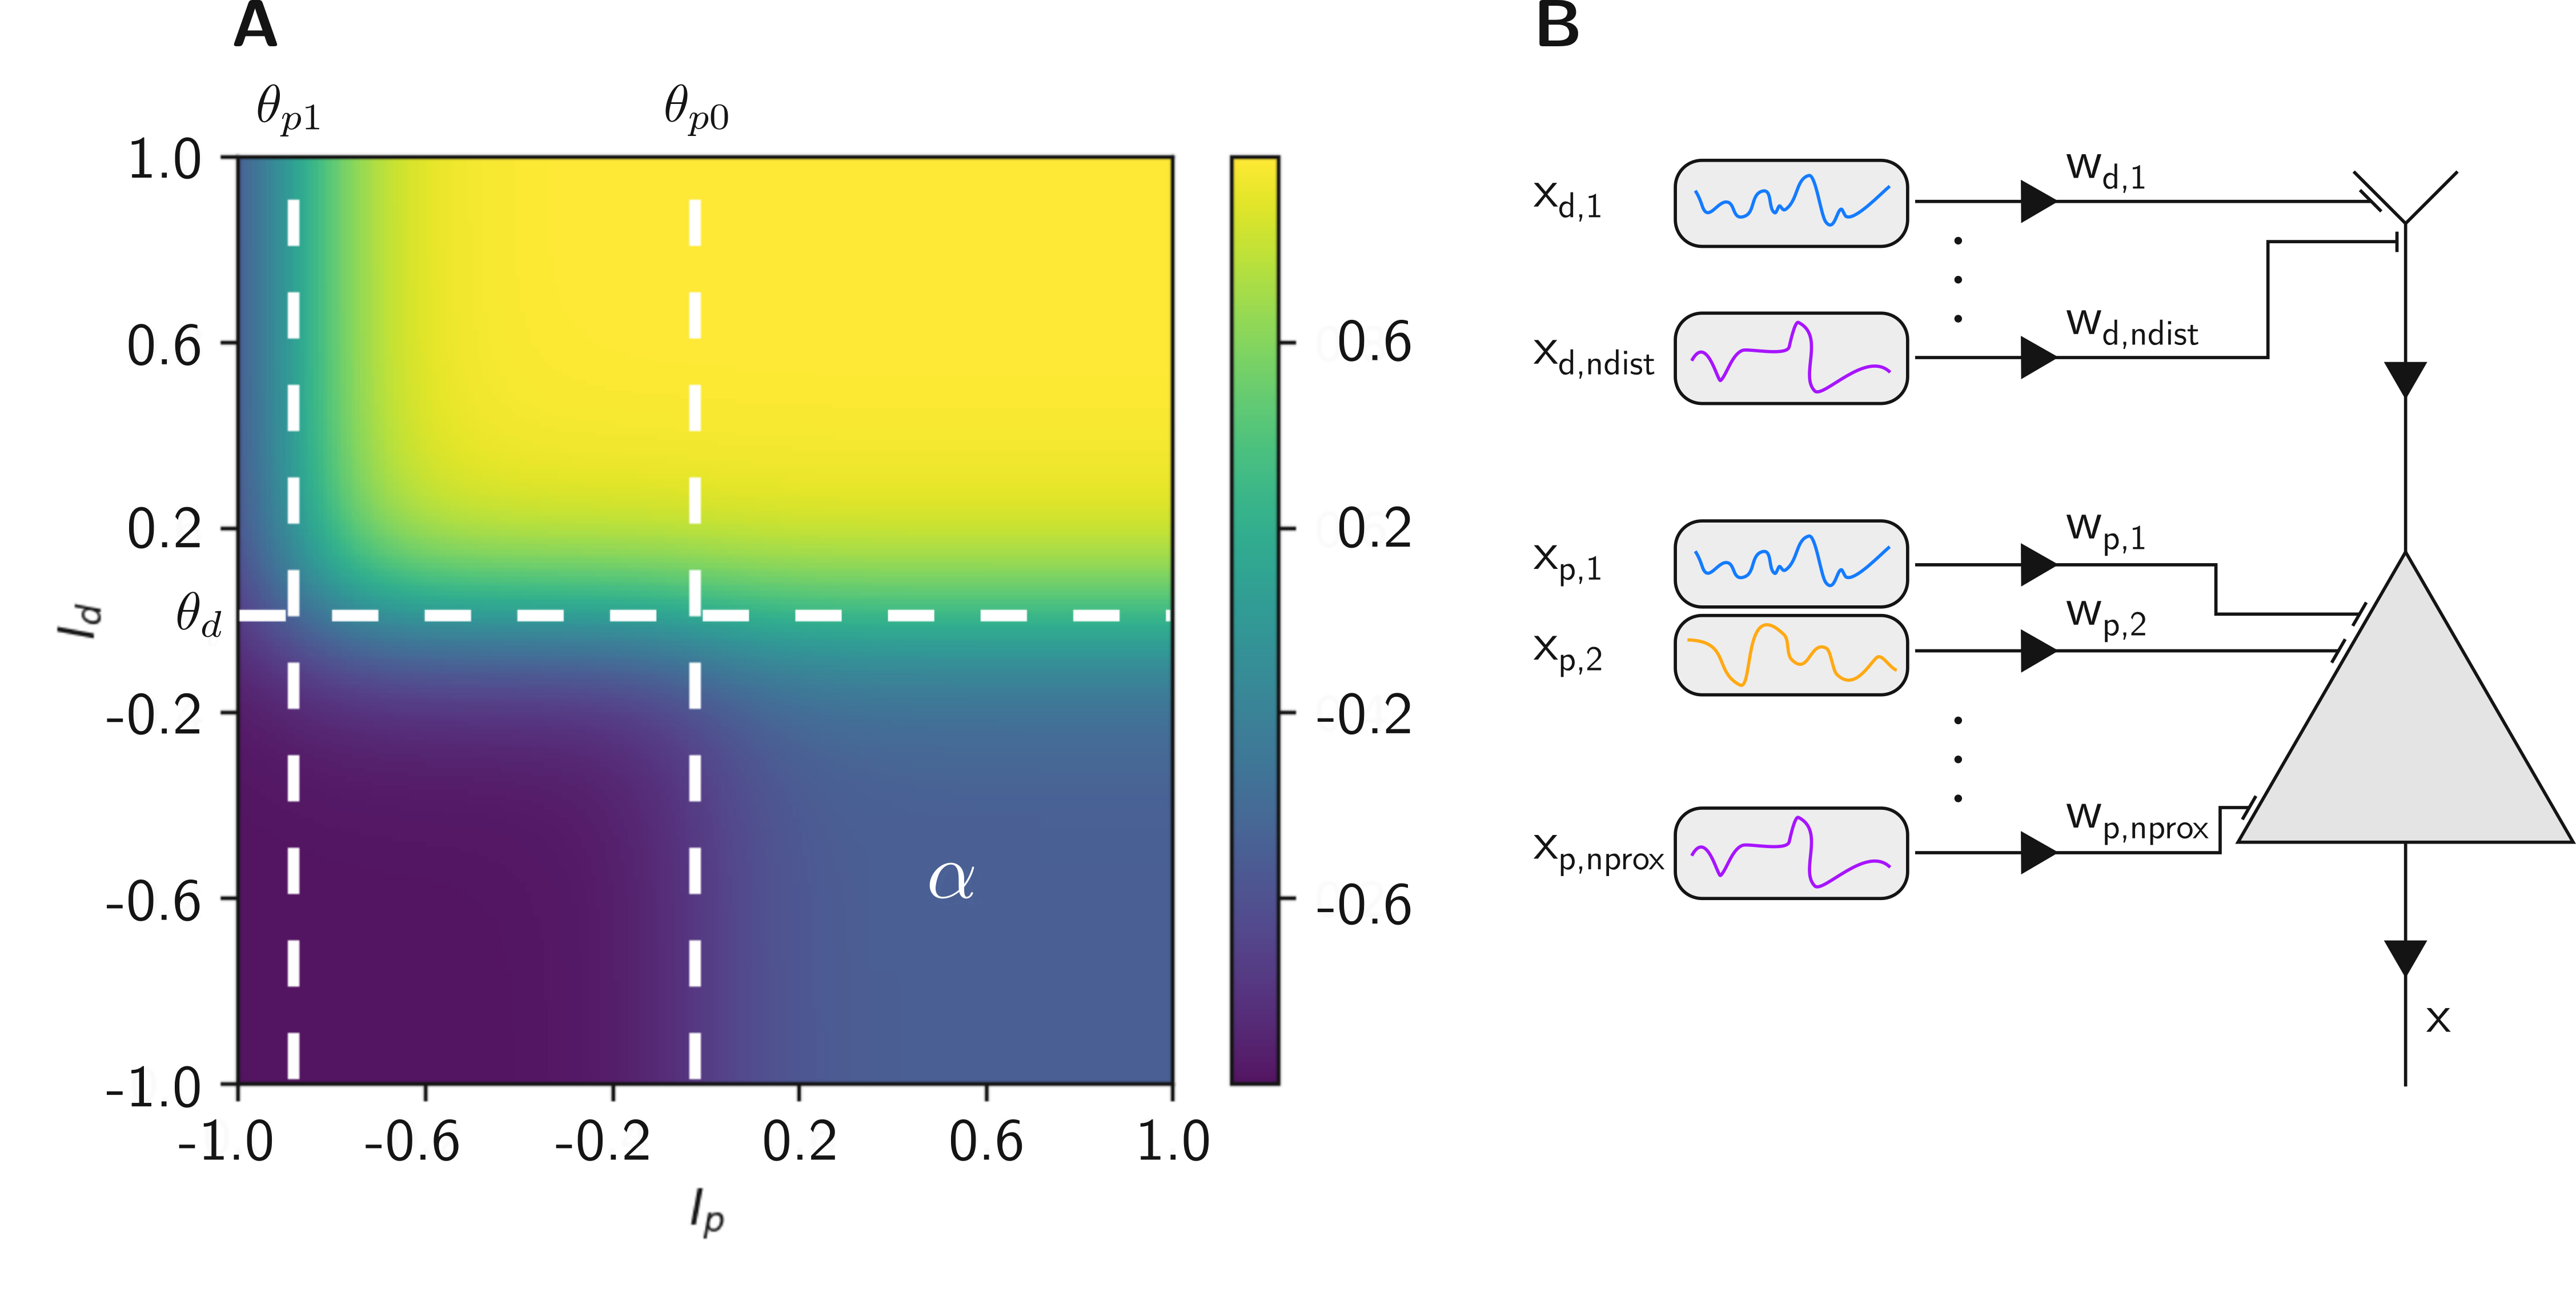 A
B
θp1
θp0
1.0
0.6
0.2
θd
-0.2
-0.6
-1.0
Id
-1.0
-0.6
-0.2
0.2
0.6
1.0
Ip
α
0.6
0.2
-0.2
-0.6
xd,1
wd,1
xd,ndist
wd,ndist
xp,1
wp,1
xp,2
wp,2
xp,nprox
wp,nprox
x